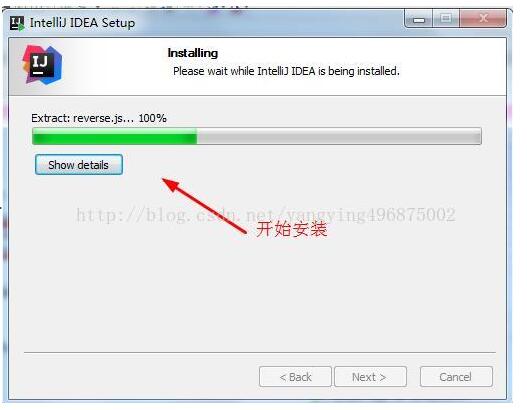 IntelliJ IDEA Setup
IJ
Installing
Please wait while IntelliJ IDEA is being installed.
Extract: reverse.js... 100%
Show details
http://blog.csdn.net/yangying496875002
开始安装
< Back
Next >
Cancel